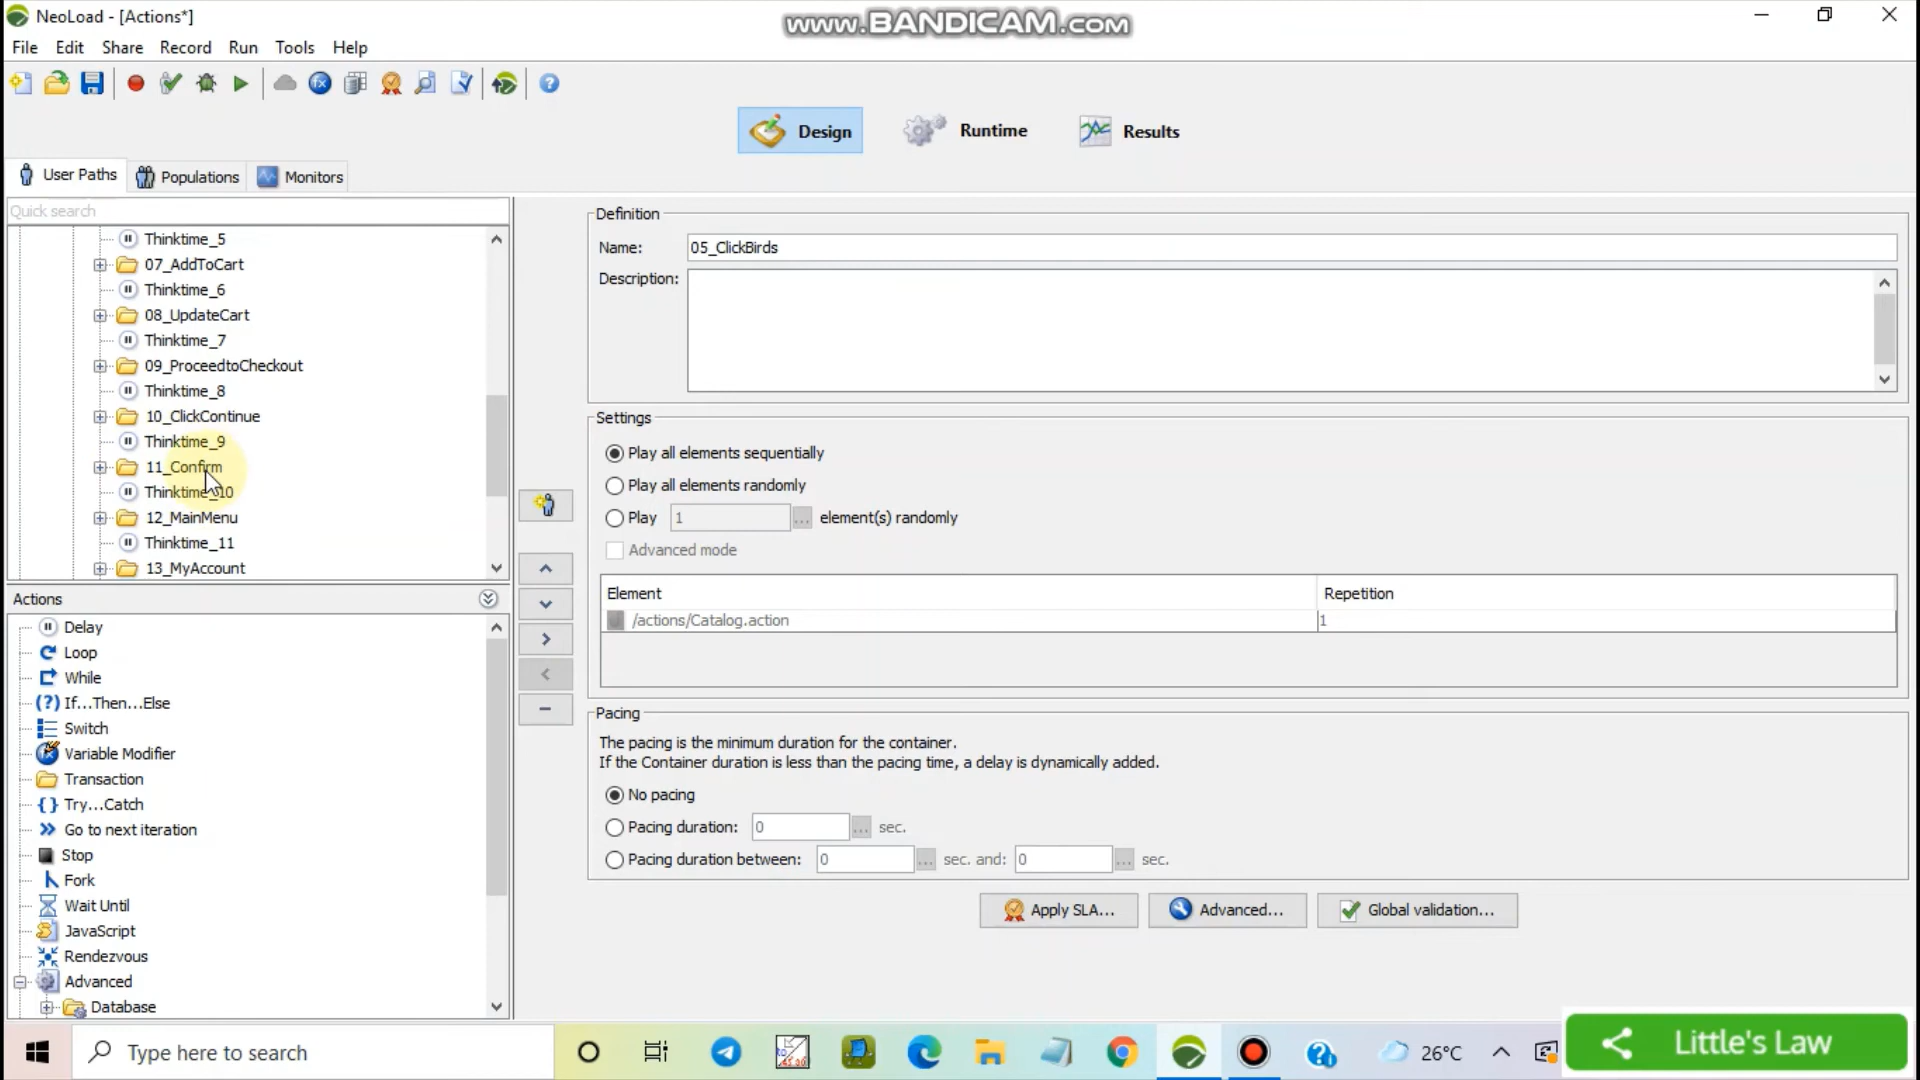 NeoLoad - [Actions*]
www.BANDICAM.com
File Edit Share Record Run Tools Help
Design
Runtime
Results
User Paths
Populations
Monitors
Quick search
Thinktime_5
07_AddToCart
Thinktime_6
08_UpdateCart
Thinktime_7
09_ProceedtoCheckout
Thinktime_8
10_ClickContinue
Thinktime_9
11_Confirm
Thinktime_10
12_MainMenu
Thinktime_11
13_MyAccount
Actions
Delay
Loop
While
If...Then...Else
Switch
Variable Modifier
Transaction
Try...Catch
Go to next iteration
Stop
Fork
Wait Until
JavaScript
Rendezvous
Advanced
Database
Definition
Name: 05_ClickBirds
Description:
Settings
Play all elements sequentially
Play all elements randomly
Play 1 ... element(s) randomly
Advanced mode
Element Repetition
/actions/Catalog.action 1
Pacing
The pacing is the minimum duration for the container.
If the Container duration is less than the pacing time, a delay is dynamically added.
No pacing
Pacing duration: 0 ... sec.
Pacing duration between: 0 ... sec. and: 0 ... sec.
Apply SLA...
Advanced...
Global validation...
Type here to search
26°C
Little's Law